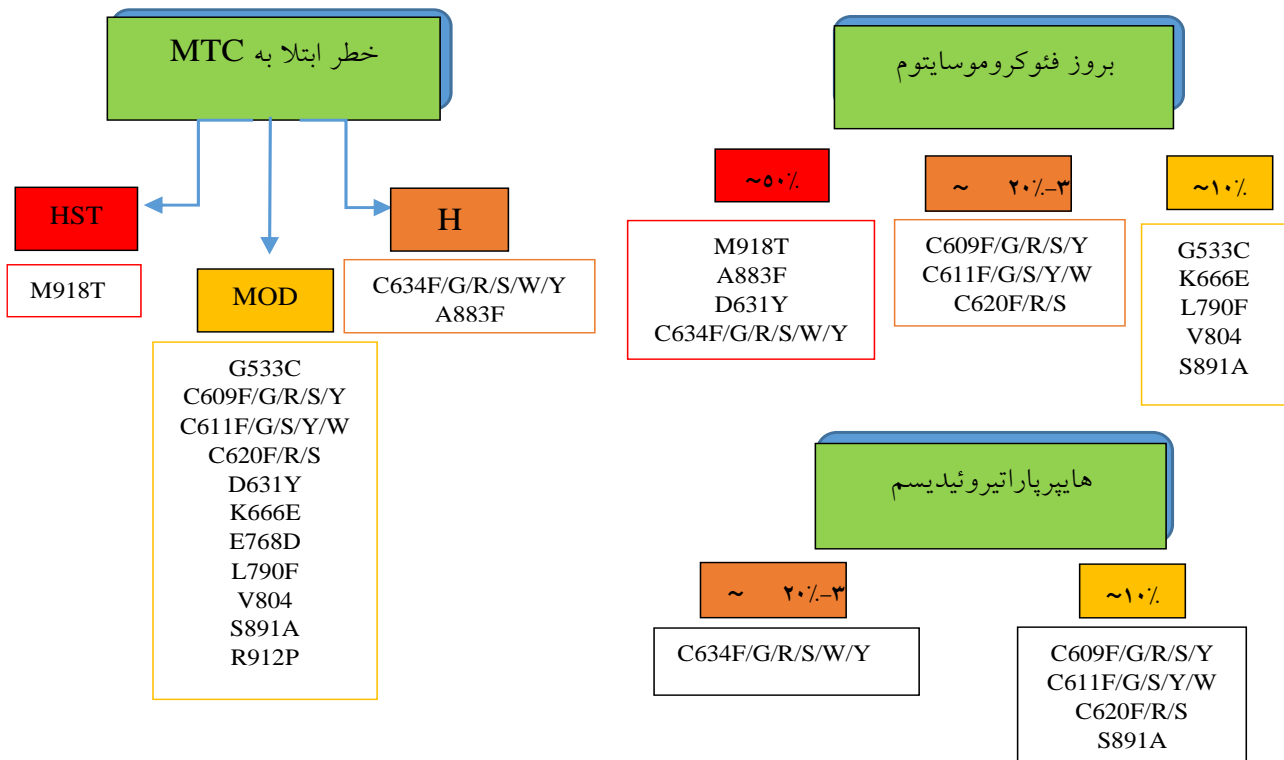 خطر ابتلا به MTC
HST
M918T
MOD
G533C
C609F/G/R/S/Y
C611F/G/S/Y/W
C620F/R/S
D631Y
K666E
E768D
L790F
V804
S891A
R912P
H
C634F/G/R/S/W/Y
A883F
بروز فئوکروموسایتوم
~۵۰٪
M918T
A883F
D631Y
C634F/G/R/S/W/Y
~ ۲۰٪-۳
C609F/G/R/S/Y
C611F/G/S/Y/W
C620F/R/S
~۱۰٪
G533C
K666E
L790F
V804
S891A
هایپرپاراتیروئیدیسم
~ ۲۰٪-۳
C634F/G/R/S/W/Y
~۱۰٪
C609F/G/R/S/Y
C611F/G/S/Y/W
C620F/R/S
S891A